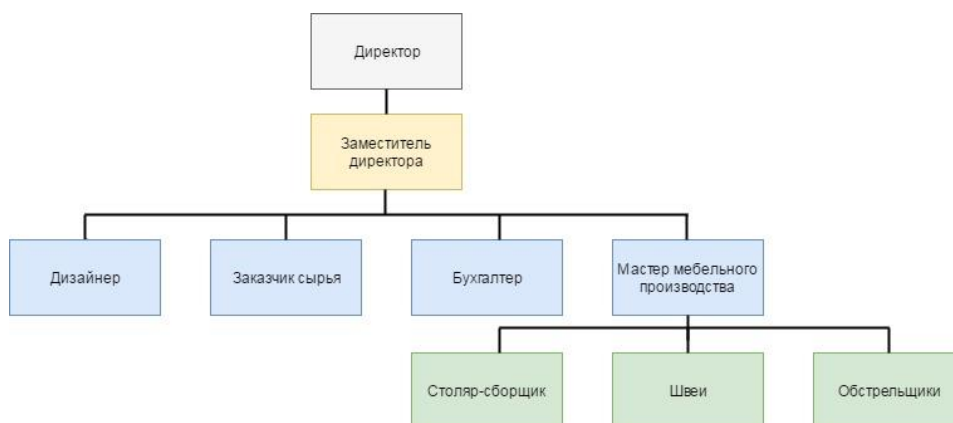 Директор
Заместитель
директора
Дизайнер
Заказчик сырья
Бухгалтер
Мастер мебельного
производства
Столяр-сборщик
Швеи
Обстрельщики